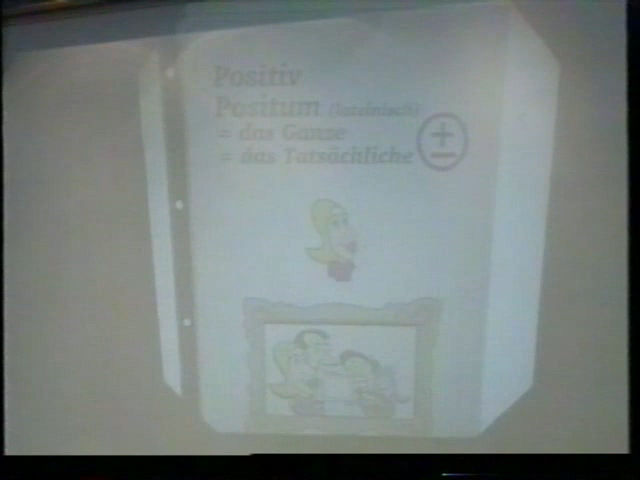 Positiv
Positum (lateinisch)
= das Ganze
= das Tatsächliche
+
−